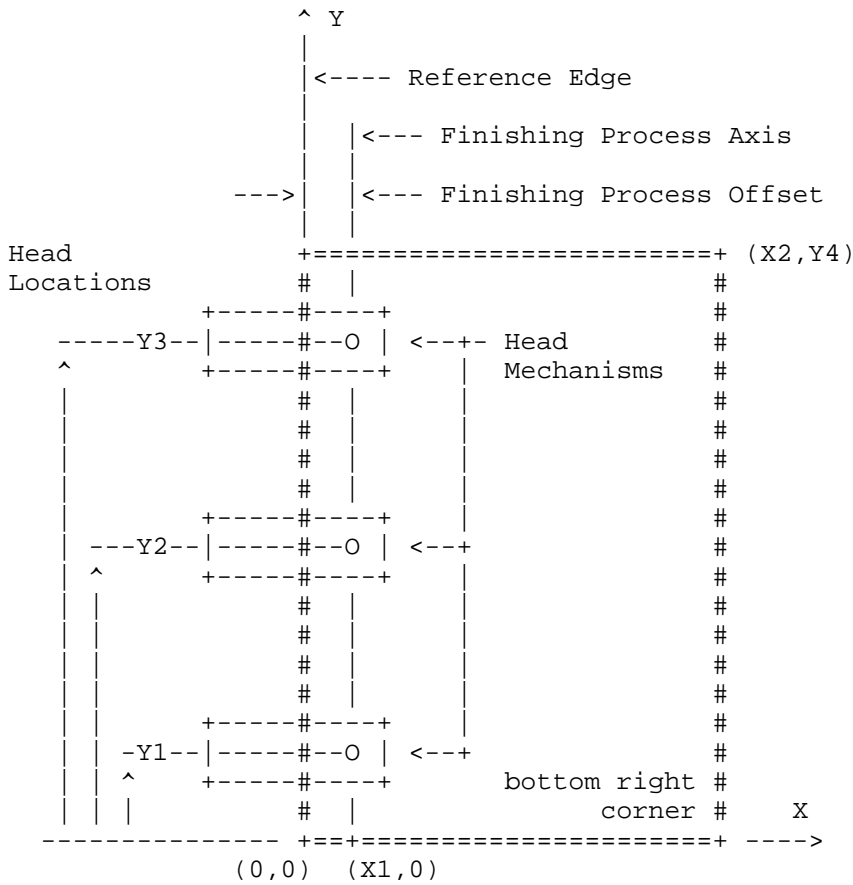 Y
Reference Edge
Finishing Process Axis
Finishing Process Offset
Head (X2,Y4)
Locations
Y3 Head
Mechanisms
Y2
Y1
bottom right
corner X
(0,0) (X1,0)